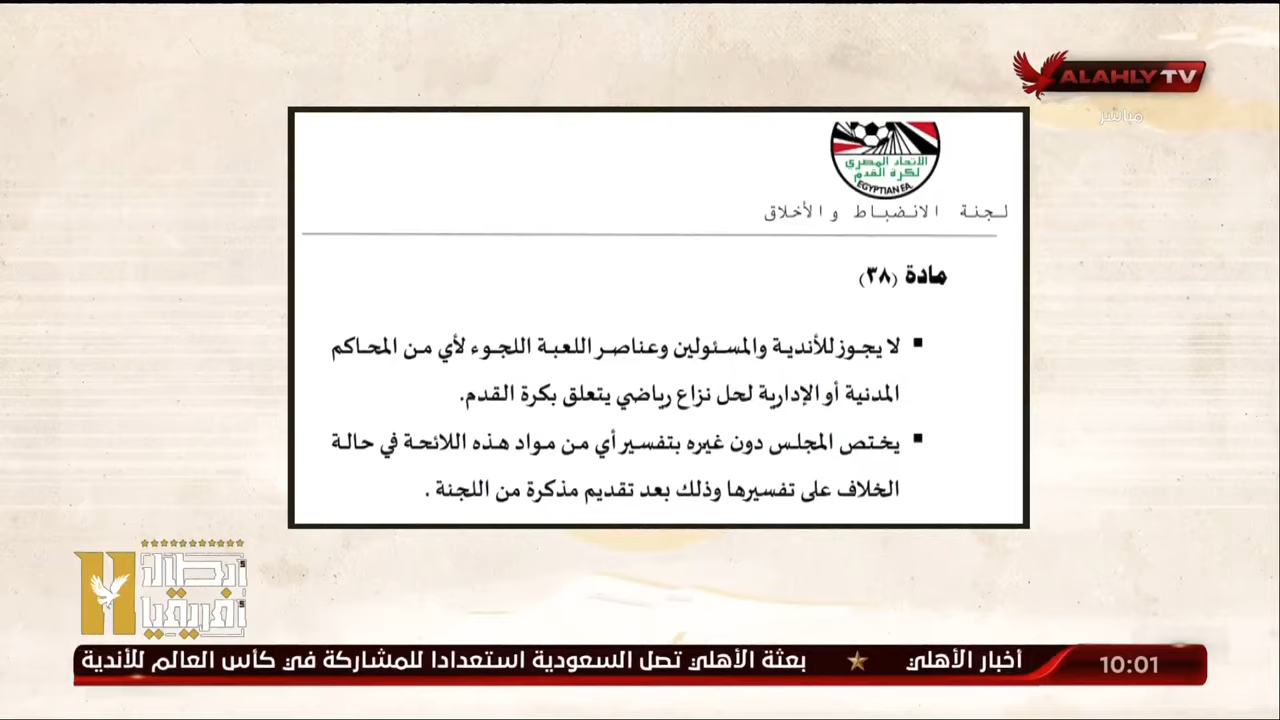 ALAHLY TV
مباشر
الاتحاد المصري
لكرة القدم
EGYPTIAN F.A.
لجنة الانضباط والأخلاق
مادة (٣٨)
▪ لا يجوز للأندية والمسئولين وعناصر اللعبة اللجوء لأي من المحاكم
المدنية أو الإدارية لحل نزاع رياضي يتعلق بكرة القدم.
▪ يختص المجلس دون غيره بتفسير أي من مواد هذه اللائحة في حالة
الخلاف على تفسيرها وذلك بعد تقديم مذكرة من اللجنة .
11
أبطال
أفريقيا
10:01
أخبار الأهلي ★ بعثة الأهلي تصل السعودية استعدادا للمشاركة في كأس العالم للأندية